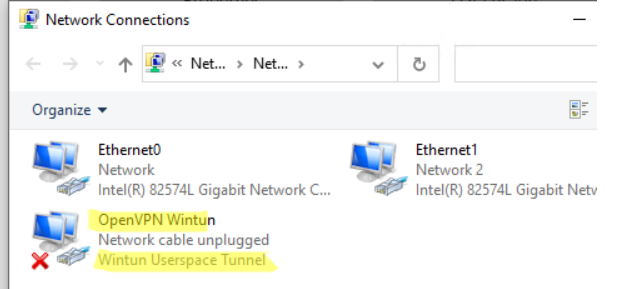 Network Connections
« Net... › Net... ›
Organize
Ethernet0
Network
Intel(R) 82574L Gigabit Network C...
Ethernet1
Network 2
Intel(R) 82574L Gigabit Netw
OpenVPN Wintun
Network cable unplugged
Wintun Userspace Tunnel